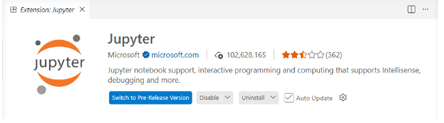 Extension: Jupyter
Jupyter
Microsoft microsoft.com 102,628,165 (362)
jupyter
Jupyter notebook support, interactive programming and computing that supports Intellisense,
debugging and more.
Switch to Pre-Release Version Disable Uninstall Auto Update